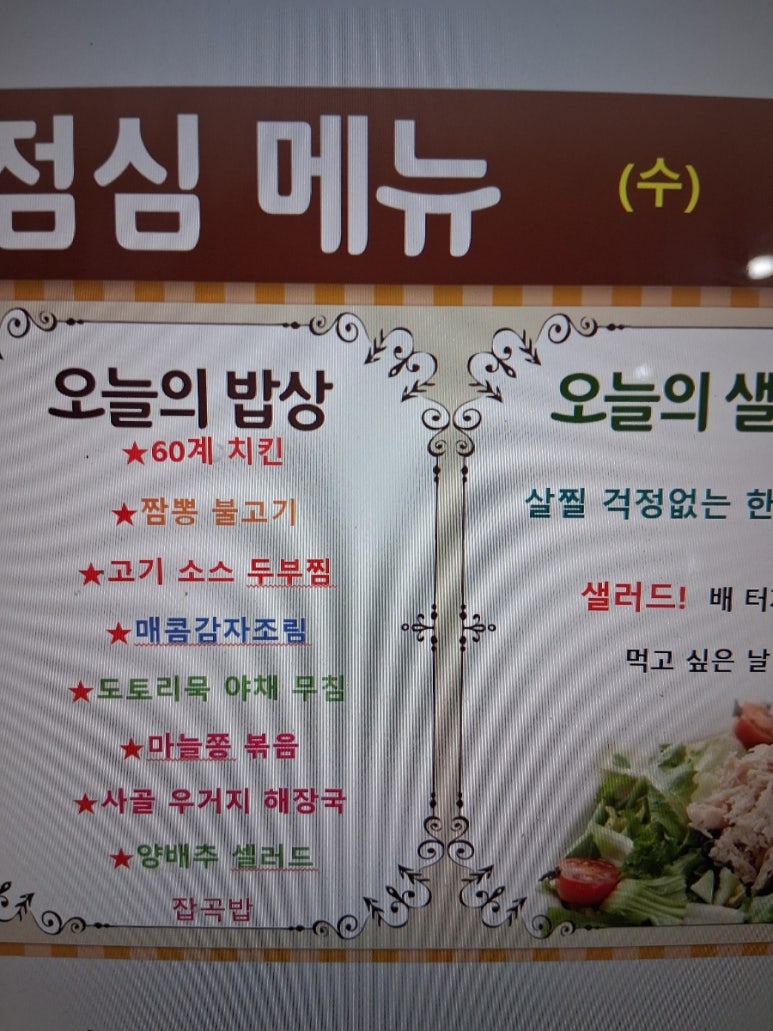 점심 메뉴 (수)
오늘의 밥상
★60계 치킨
★짬뽕 불고기
★고기 소스 두부찜
★매콤감자조림
★도토리묵 야채 무침
★마늘쫑 볶음
★사골 우거지 해장국
★양배추 셀러드
잡곡밥
오늘의
살찔 걱정없는
샐러드! 배
먹고 싶은 날